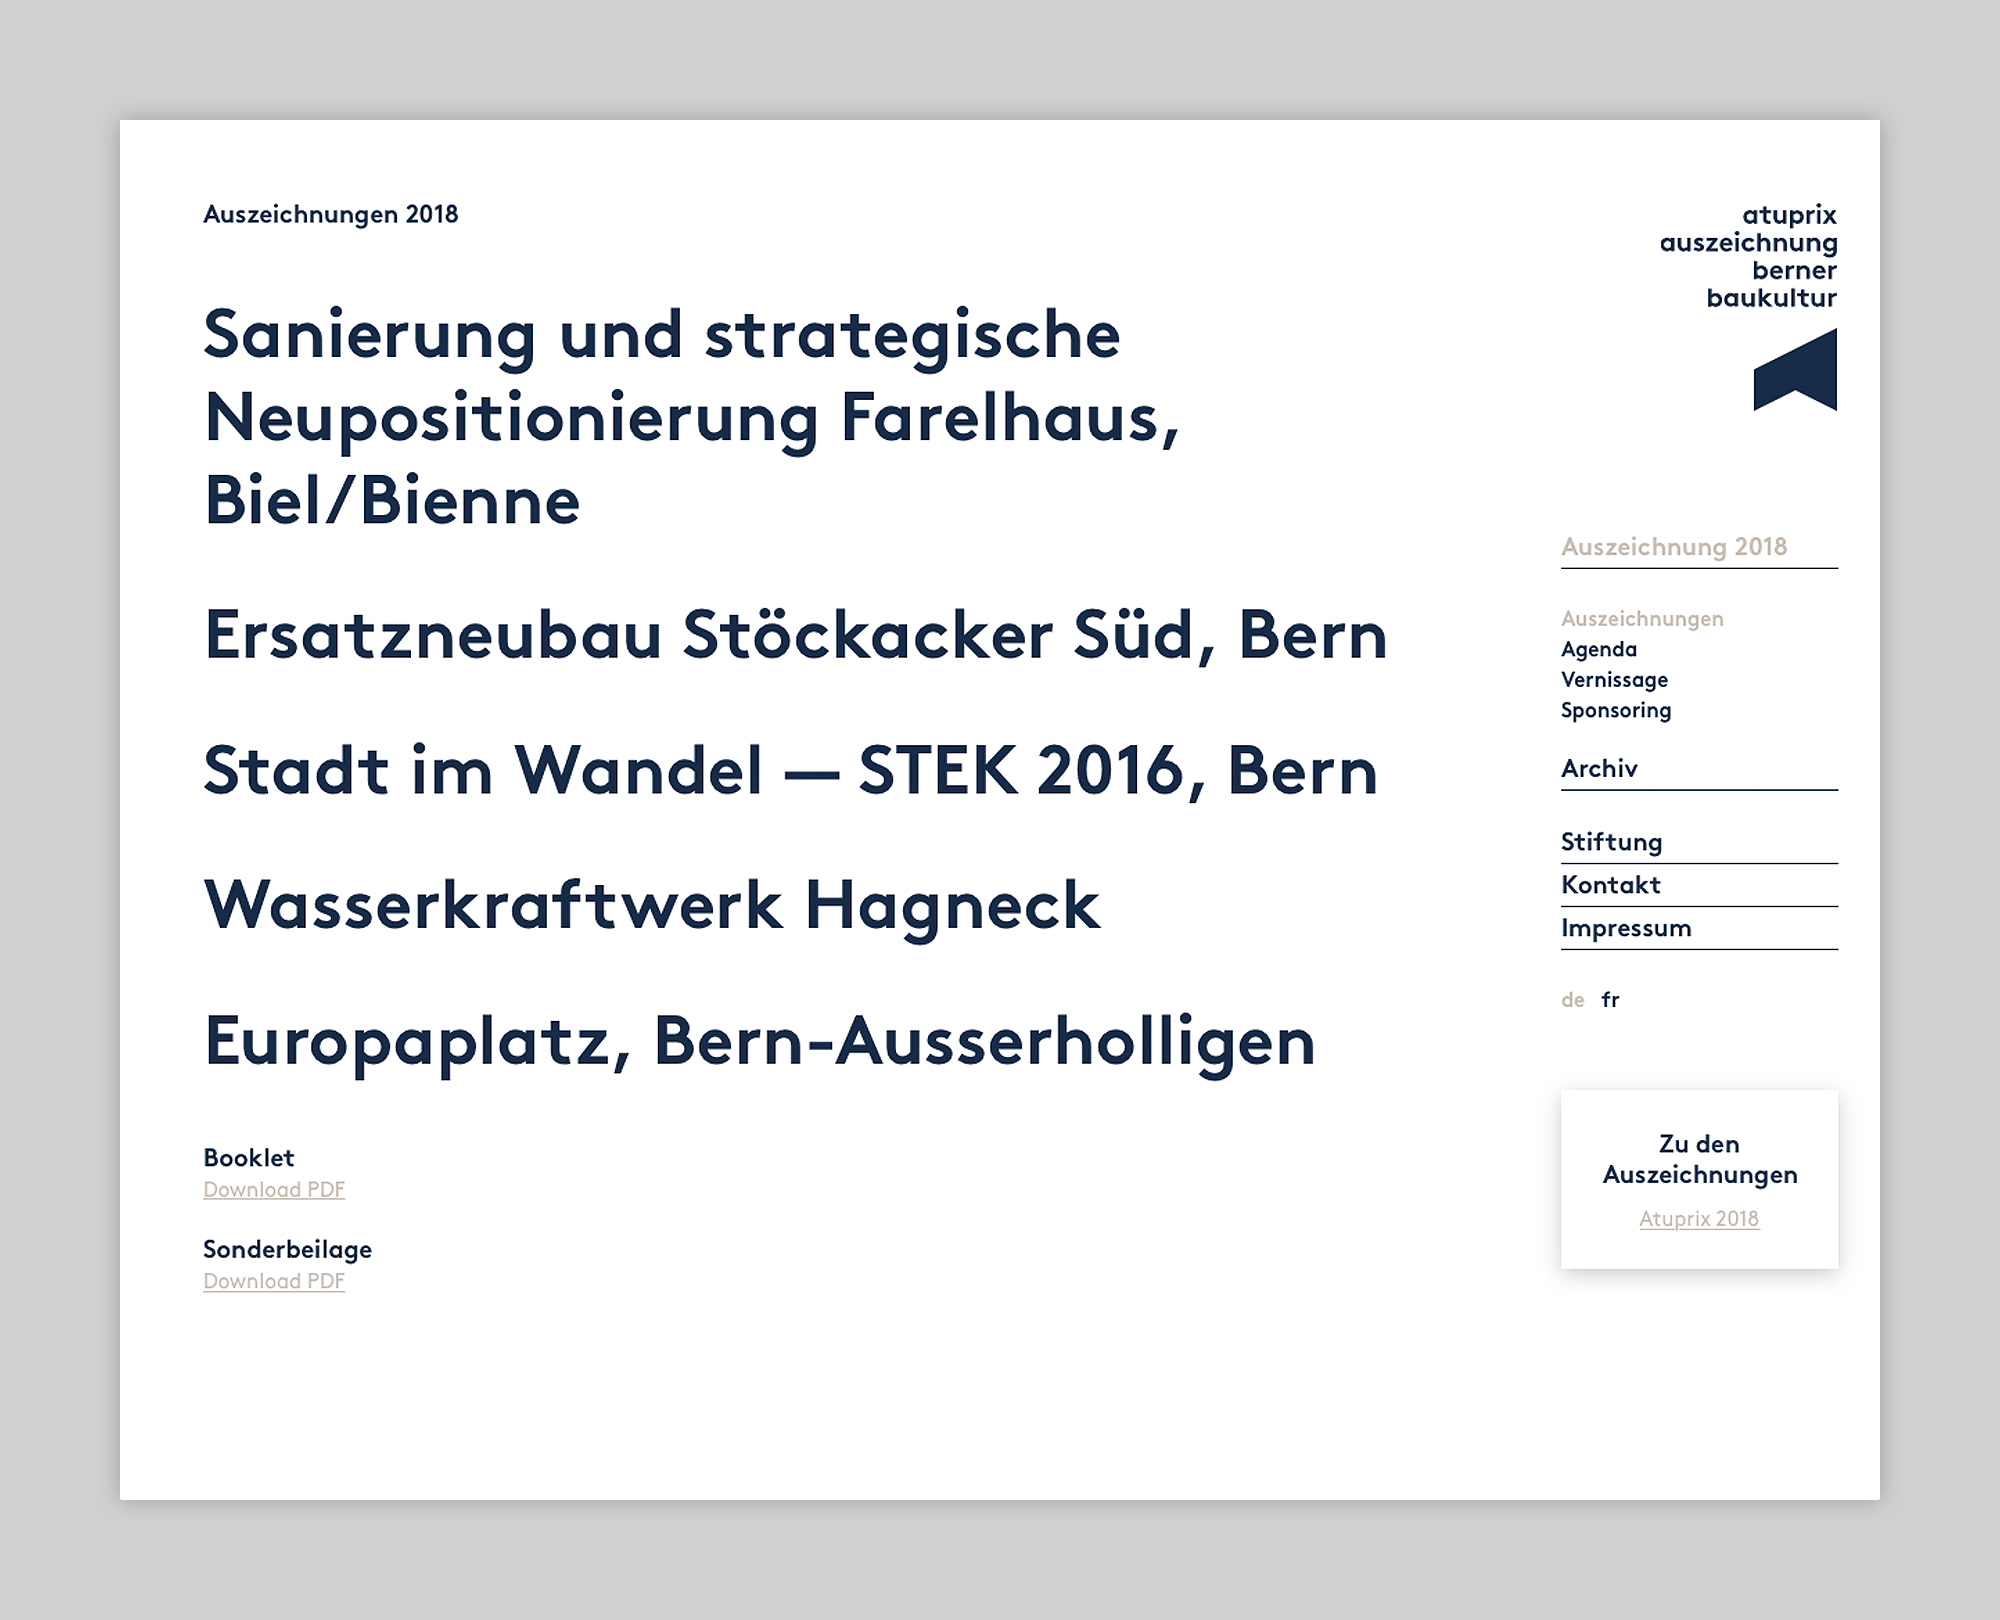 Auszeichnungen 2018
Sanierung und strategische
Neupositionierung Farelhaus,
Biel/Bienne
Ersatzneubau Stöckacker Süd, Bern
Stadt im Wandel — STEK 2016, Bern
Wasserkraftwerk Hagneck
Europaplatz, Bern-Ausserholligen
Booklet
Download PDF
Sonderbeilage
Download PDF
atuprix
auszeichnung
berner
baukultur
Auszeichnung 2018
Auszeichnungen
Agenda
Vernissage
Sponsoring
Archiv
Stiftung
Kontakt
Impressum
de fr
Zu den
Auszeichnungen
Atuprix 2018